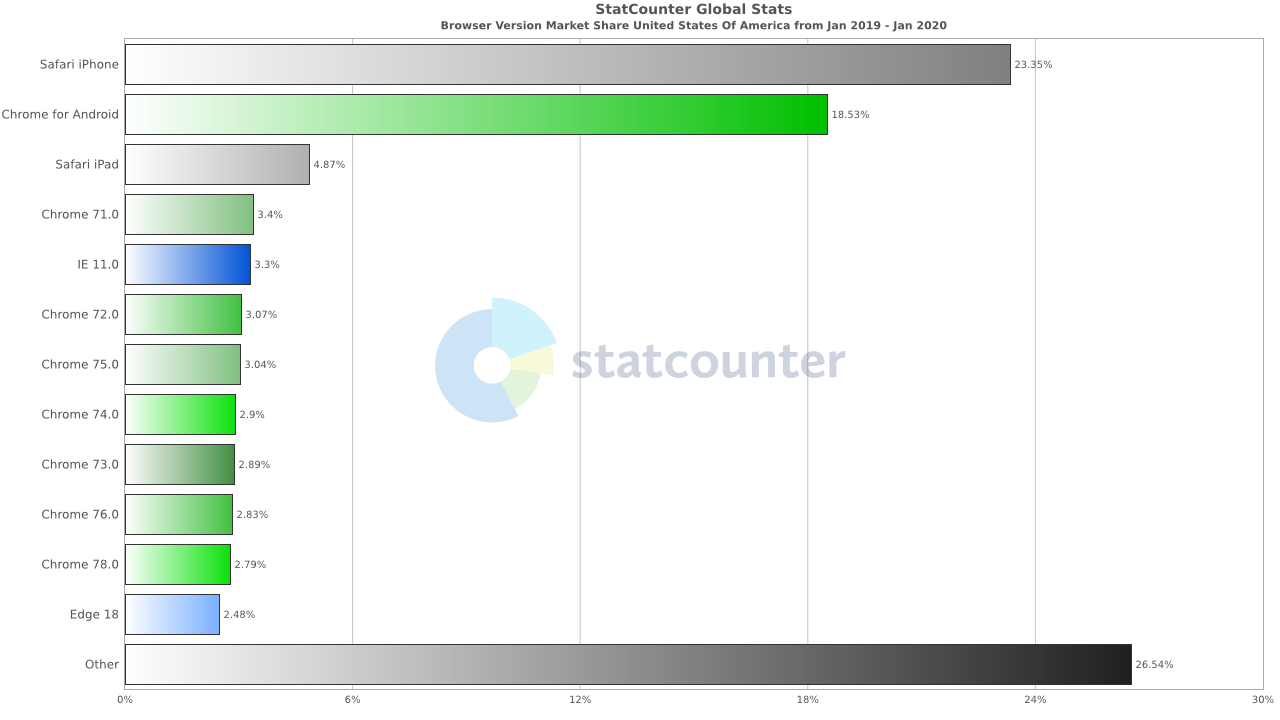 StatCounter Global Stats
Browser Version Market Share United States Of America from Jan 2019 - Jan 2020
Safari iPhone 23.35%
Chrome for Android 18.53%
Safari iPad 4.87%
Chrome 71.0 3.4%
IE 11.0 3.3%
Chrome 72.0 3.07%
Chrome 75.0 3.04%
statcounter
Chrome 74.0 2.9%
Chrome 73.0 2.89%
Chrome 76.0 2.83%
Chrome 78.0 2.79%
Edge 18 2.48%
Other 26.54%
0% 6% 12% 18% 24% 30%